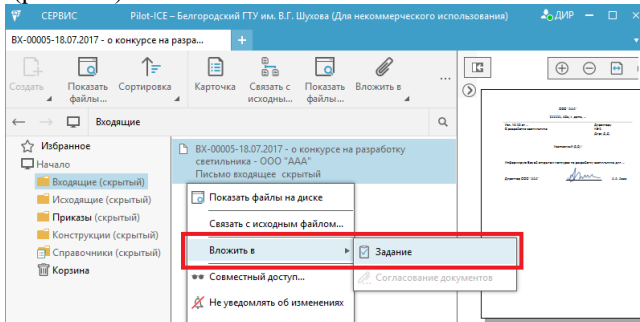 СЕРВИС Pilot-ICE – Белгородский ГТУ им. В.Г. Шухова (Для некоммерческого использования) ДИР
ВХ-00005-18.07.2017 - о конкурсе на разра...
Создать
Показать файлы...
Сортировка
Карточка
Связать с исходны...
Показать файлы...
Вложить в
...
Входящие
Избранное
Начало
Входящие (скрытый)
Исходящие (скрытый)
Приказы (скрытый)
Конструкции (скрытый)
Справочники (скрытый)
Корзина
ВХ-00005-18.07.2017 - о конкурсе на разработку
светильника - ООО "ААА"
Письмо входящее скрытый
Показать файлы на диске
Связать с исходным файлом...
Вложить в
Задание
Совместный доступ...
Согласование документов
Не уведомлять об изменениях